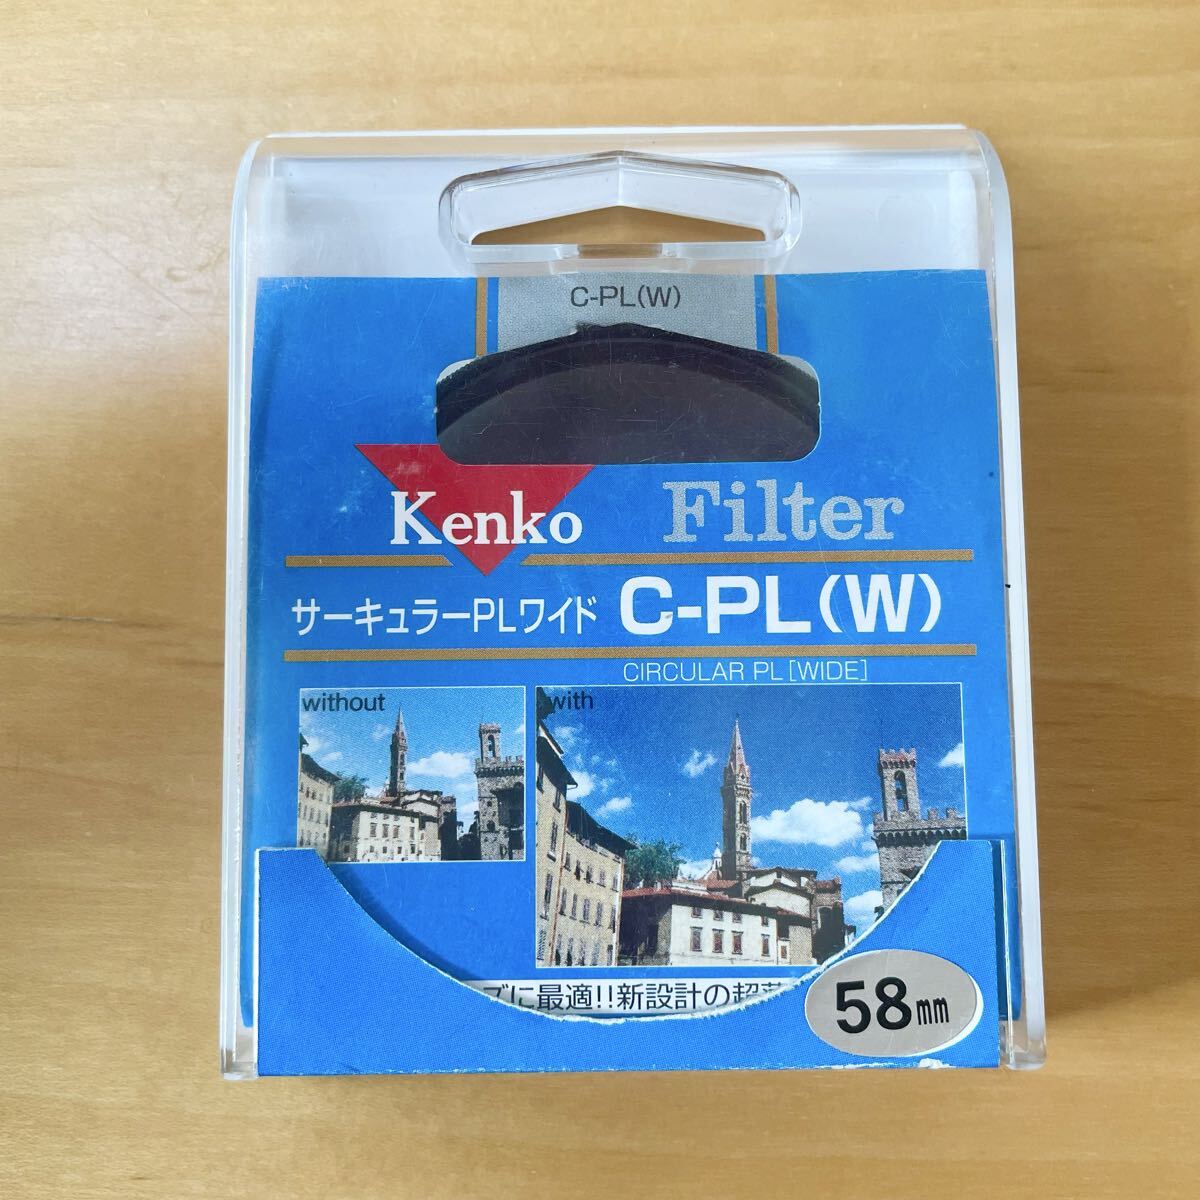 C-PL(W)
Kenko Filter
サーキュラーPLワイド C-PL(W)
CIRCULAR PL[WIDE]
without
with
ズに最適!!新設計の超薄
58mm